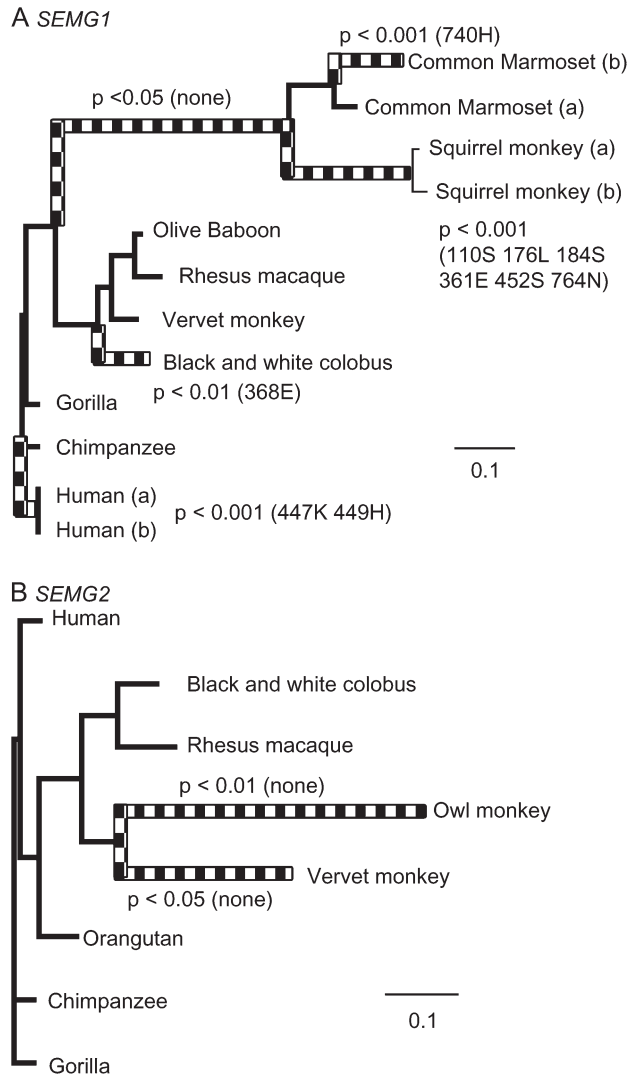 A SEMG1
p < 0.001 (740H)
Common Marmoset (b)
p <0.05 (none)
Common Marmoset (a)
Squirrel monkey (a)
Squirrel monkey (b)
p < 0.001
(110S 176L 184S
361E 452S 764N)
Olive Baboon
Rhesus macaque
Vervet monkey
Black and white colobus
p < 0.01 (368E)
Gorilla
Chimpanzee
0.1
Human (a)
p < 0.001 (447K 449H)
Human (b)
B SEMG2
Human
Black and white colobus
Rhesus macaque
p < 0.01 (none)
Owl monkey
Vervet monkey
p < 0.05 (none)
Orangutan
Chimpanzee
0.1
Gorilla